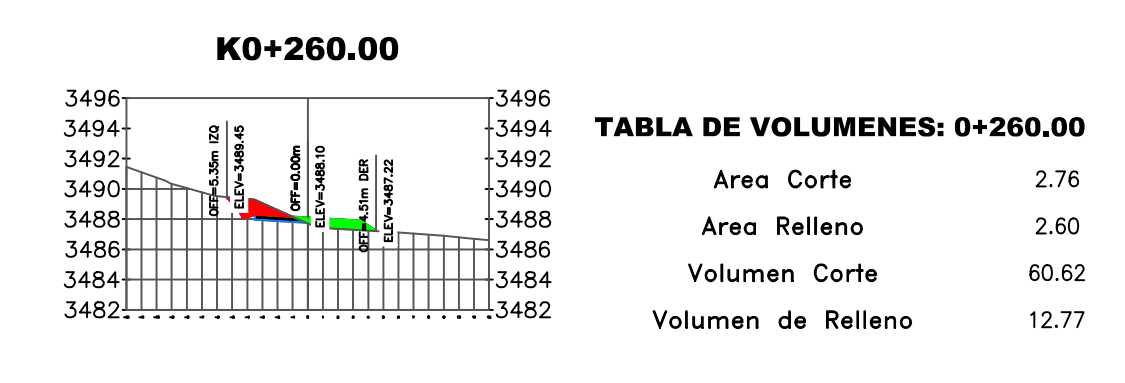 K0+260.00
3496 3496
3494 3494
3492 3492
3490 3490
3488 3488
3486 3486
3484 3484
3482 3482
OFF=5.35m IZQ
ELEV=3489.45
OFF=0.00m
ELEV=3488.10
OFF=4.51m DER
ELEV=3487.22
TABLA DE VOLUMENES: 0+260.00
Area Corte 2.76
Area Relleno 2.60
Volumen Corte 60.62
Volumen de Relleno 12.77